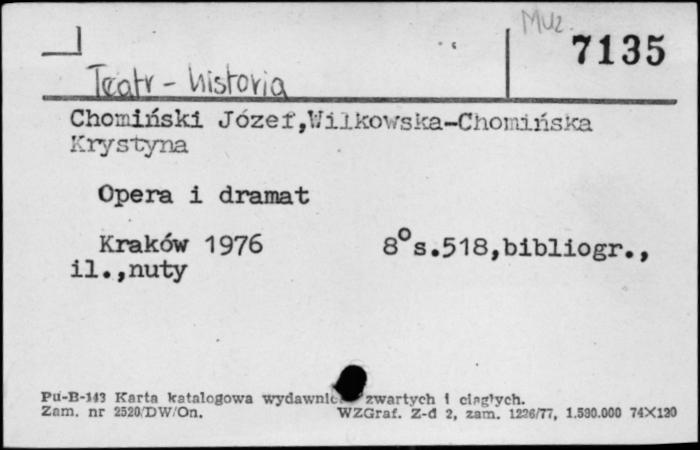 Muz.
7135
Teatr - historia
Chomiński Józef, Wilkowska-Chomińska
Krystyna
Opera i dramat
Kraków 1976 8° s.518, bibliogr.,
il., nuty
Pu-B-143 Karta katalogowa wydawnic zwartych i ciągłych.
Zam. nr 2520/DW/On. WZGraf. Z-d 2, zam. 1226/77, 1.590.000 74×120